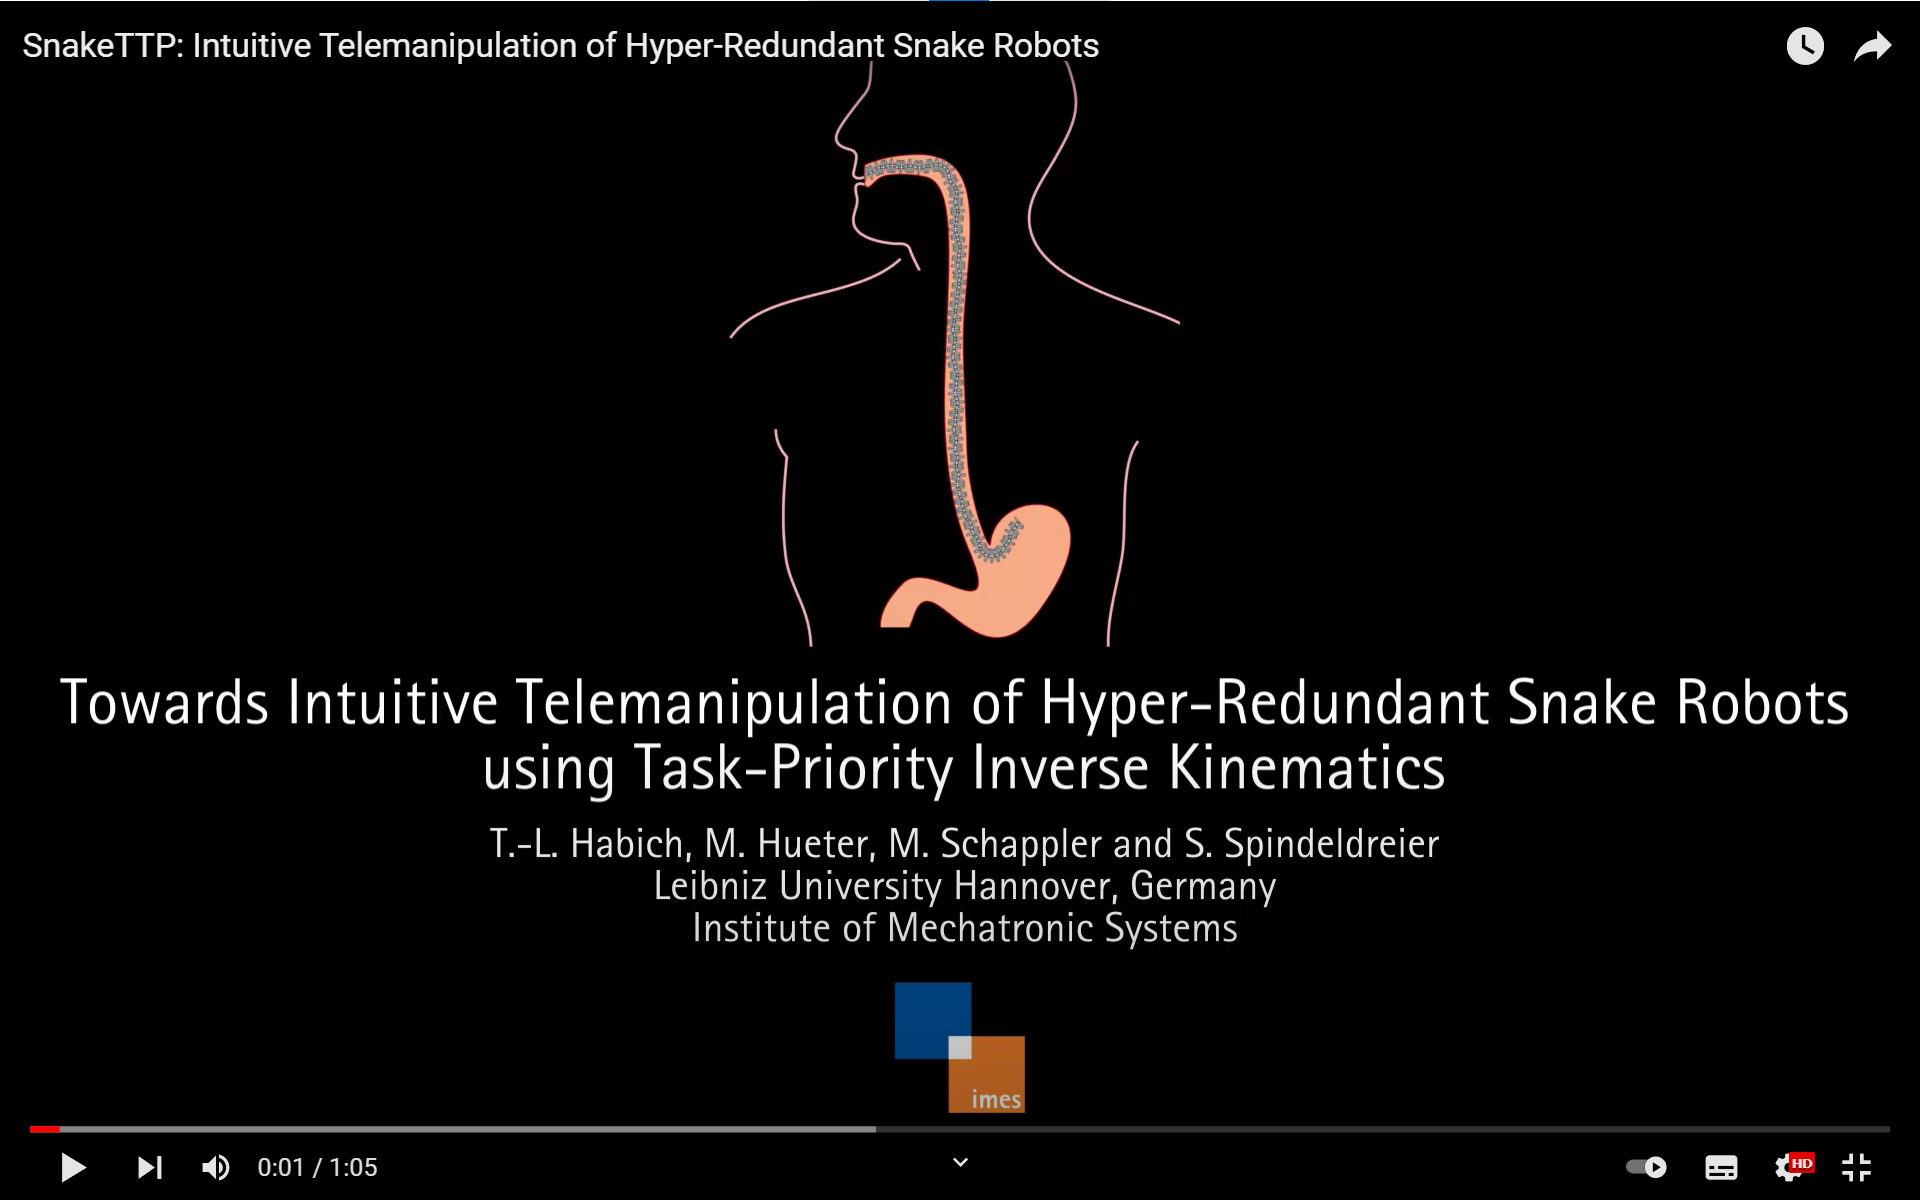 SnakeTTP: Intuitive Telemanipulation of Hyper-Redundant Snake Robots
Towards Intuitive Telemanipulation of Hyper-Redundant Snake Robots
using Task-Priority Inverse Kinematics
T.-L. Habich, M. Hueter, M. Schappler and S. Spindeldreier
Leibniz University Hannover, Germany
Institute of Mechatronic Systems
imes
0:01 / 1:05
HD